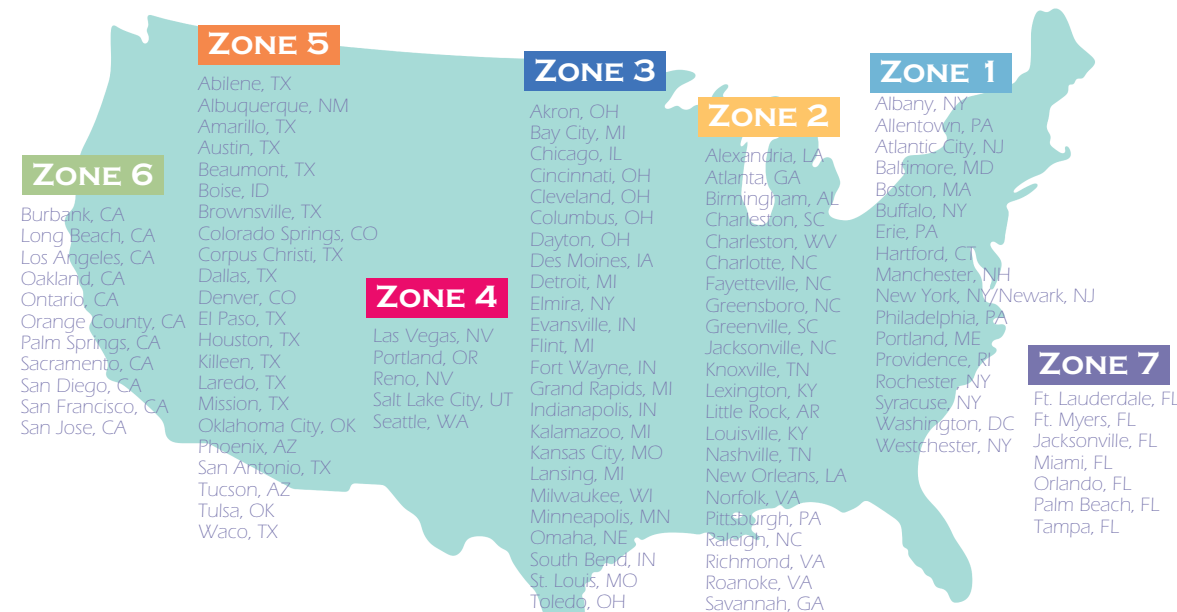 ZONE 5
Abilene, TX
Albuquerque, NM
Amarillo, TX
Austin, TX
Beaumont, TX
Boise, ID
Brownsville, TX
Colorado Springs, CO
Corpus Christi, TX
Dallas, TX
Denver, CO
El Paso, TX
Houston, TX
Killeen, TX
Laredo, TX
Mission, TX
Oklahoma City, OK
Phoenix, AZ
San Antonio, TX
Tucson, AZ
Tulsa, OK
Waco, TX
ZONE 6
Burbank, CA
Long Beach, CA
Los Angeles, CA
Oakland, CA
Ontario, CA
Orange County, CA
Palm Springs, CA
Sacramento, CA
San Diego, CA
San Francisco, CA
San Jose, CA
ZONE 4
Las Vegas, NV
Portland, OR
Reno, NV
Salt Lake City, UT
Seattle, WA
ZONE 3
Akron, OH
Bay City, MI
Chicago, IL
Cincinnati, OH
Cleveland, OH
Columbus, OH
Dayton, OH
Des Moines, IA
Detroit, MI
Elmira, NY
Evansville, IN
Flint, MI
Fort Wayne, IN
Grand Rapids, MI
Indianapolis, IN
Kalamazoo, MI
Kansas City, MO
Lansing, MI
Milwaukee, WI
Minneapolis, MN
Omaha, NE
South Bend, IN
St. Louis, MO
Toledo, OH
ZONE 2
Alexandria, LA
Atlanta, GA
Birmingham, AL
Charleston, SC
Charleston, WV
Charlotte, NC
Fayetteville, NC
Greensboro, NC
Greenville, SC
Jacksonville, NC
Knoxville, TN
Lexington, KY
Little Rock, AR
Louisville, KY
Nashville, TN
New Orleans, LA
Norfolk, VA
Pittsburgh, PA
Raleigh, NC
Richmond, VA
Roanoke, VA
Savannah, GA
ZONE 1
Albany, NY
Allentown, PA
Atlantic City, NJ
Baltimore, MD
Boston, MA
Buffalo, NY
Erie, PA
Hartford, CT
Manchester, NH
New York, NY/Newark, NJ
Philadelphia, PA
Portland, ME
Providence, RI
Rochester, NY
Syracuse, NY
Washington, DC
Westchester, NY
ZONE 7
Ft. Lauderdale, FL
Ft. Myers, FL
Jacksonville, FL
Miami, FL
Orlando, FL
Palm Beach, FL
Tampa, FL